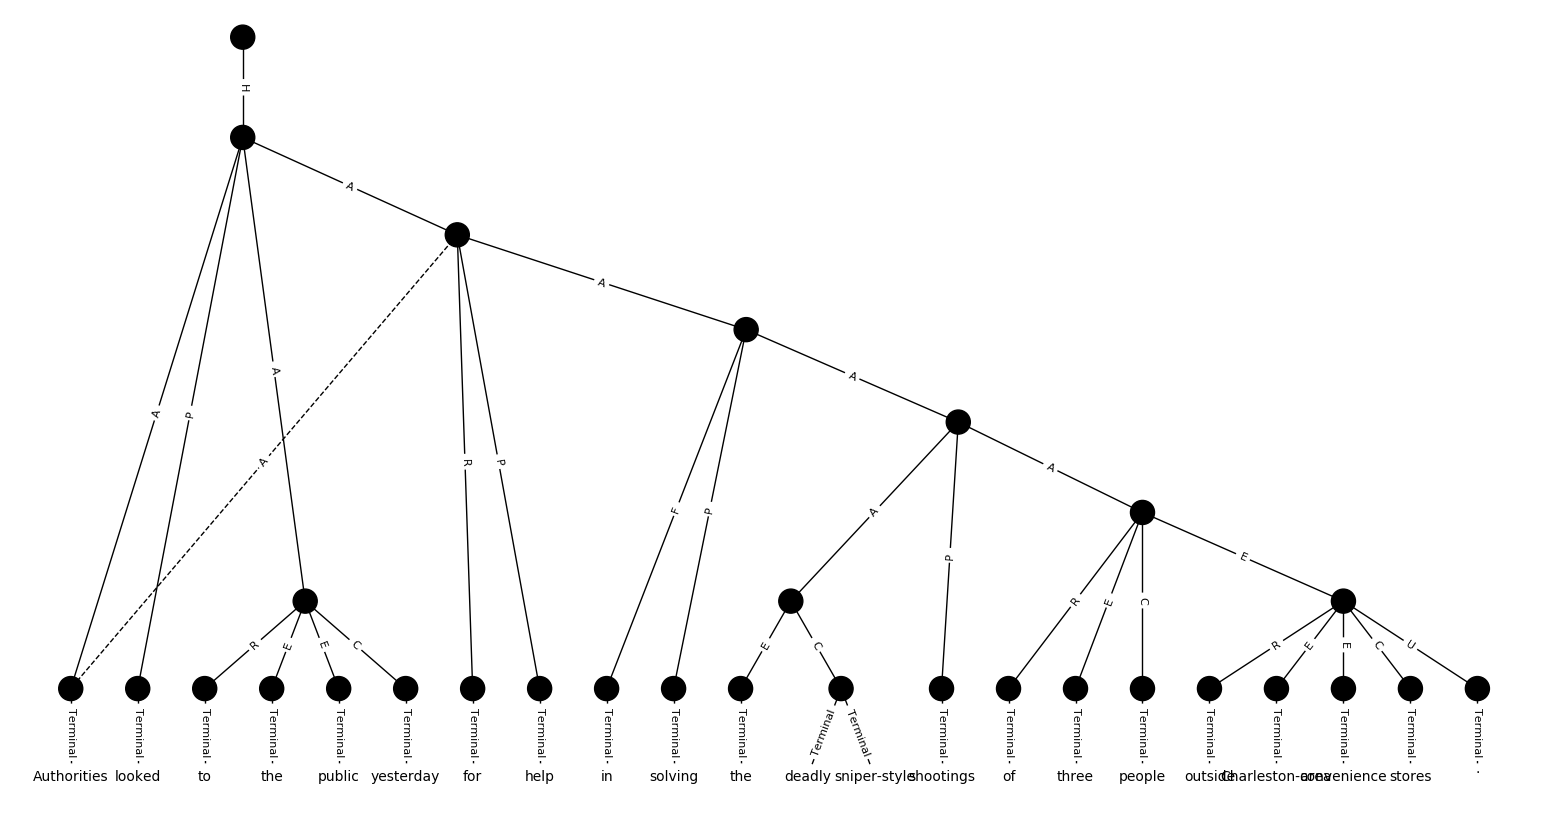 H
A
A
A
P
A
A
A
A
R
P
A
F
P
A
P
E
R
E
C
R
E
E
C
E
C
R
E
E
C
U
Terminal Terminal Terminal Terminal Terminal Terminal Terminal Terminal Terminal Terminal Terminal Terminal Terminal Terminal Terminal Terminal Terminal Terminal Terminal Terminal Terminal Terminal
Authorities looked to the public yesterday for help in solving the deadly sniper-style shootings of three people outside Charleston-area convenience stores .